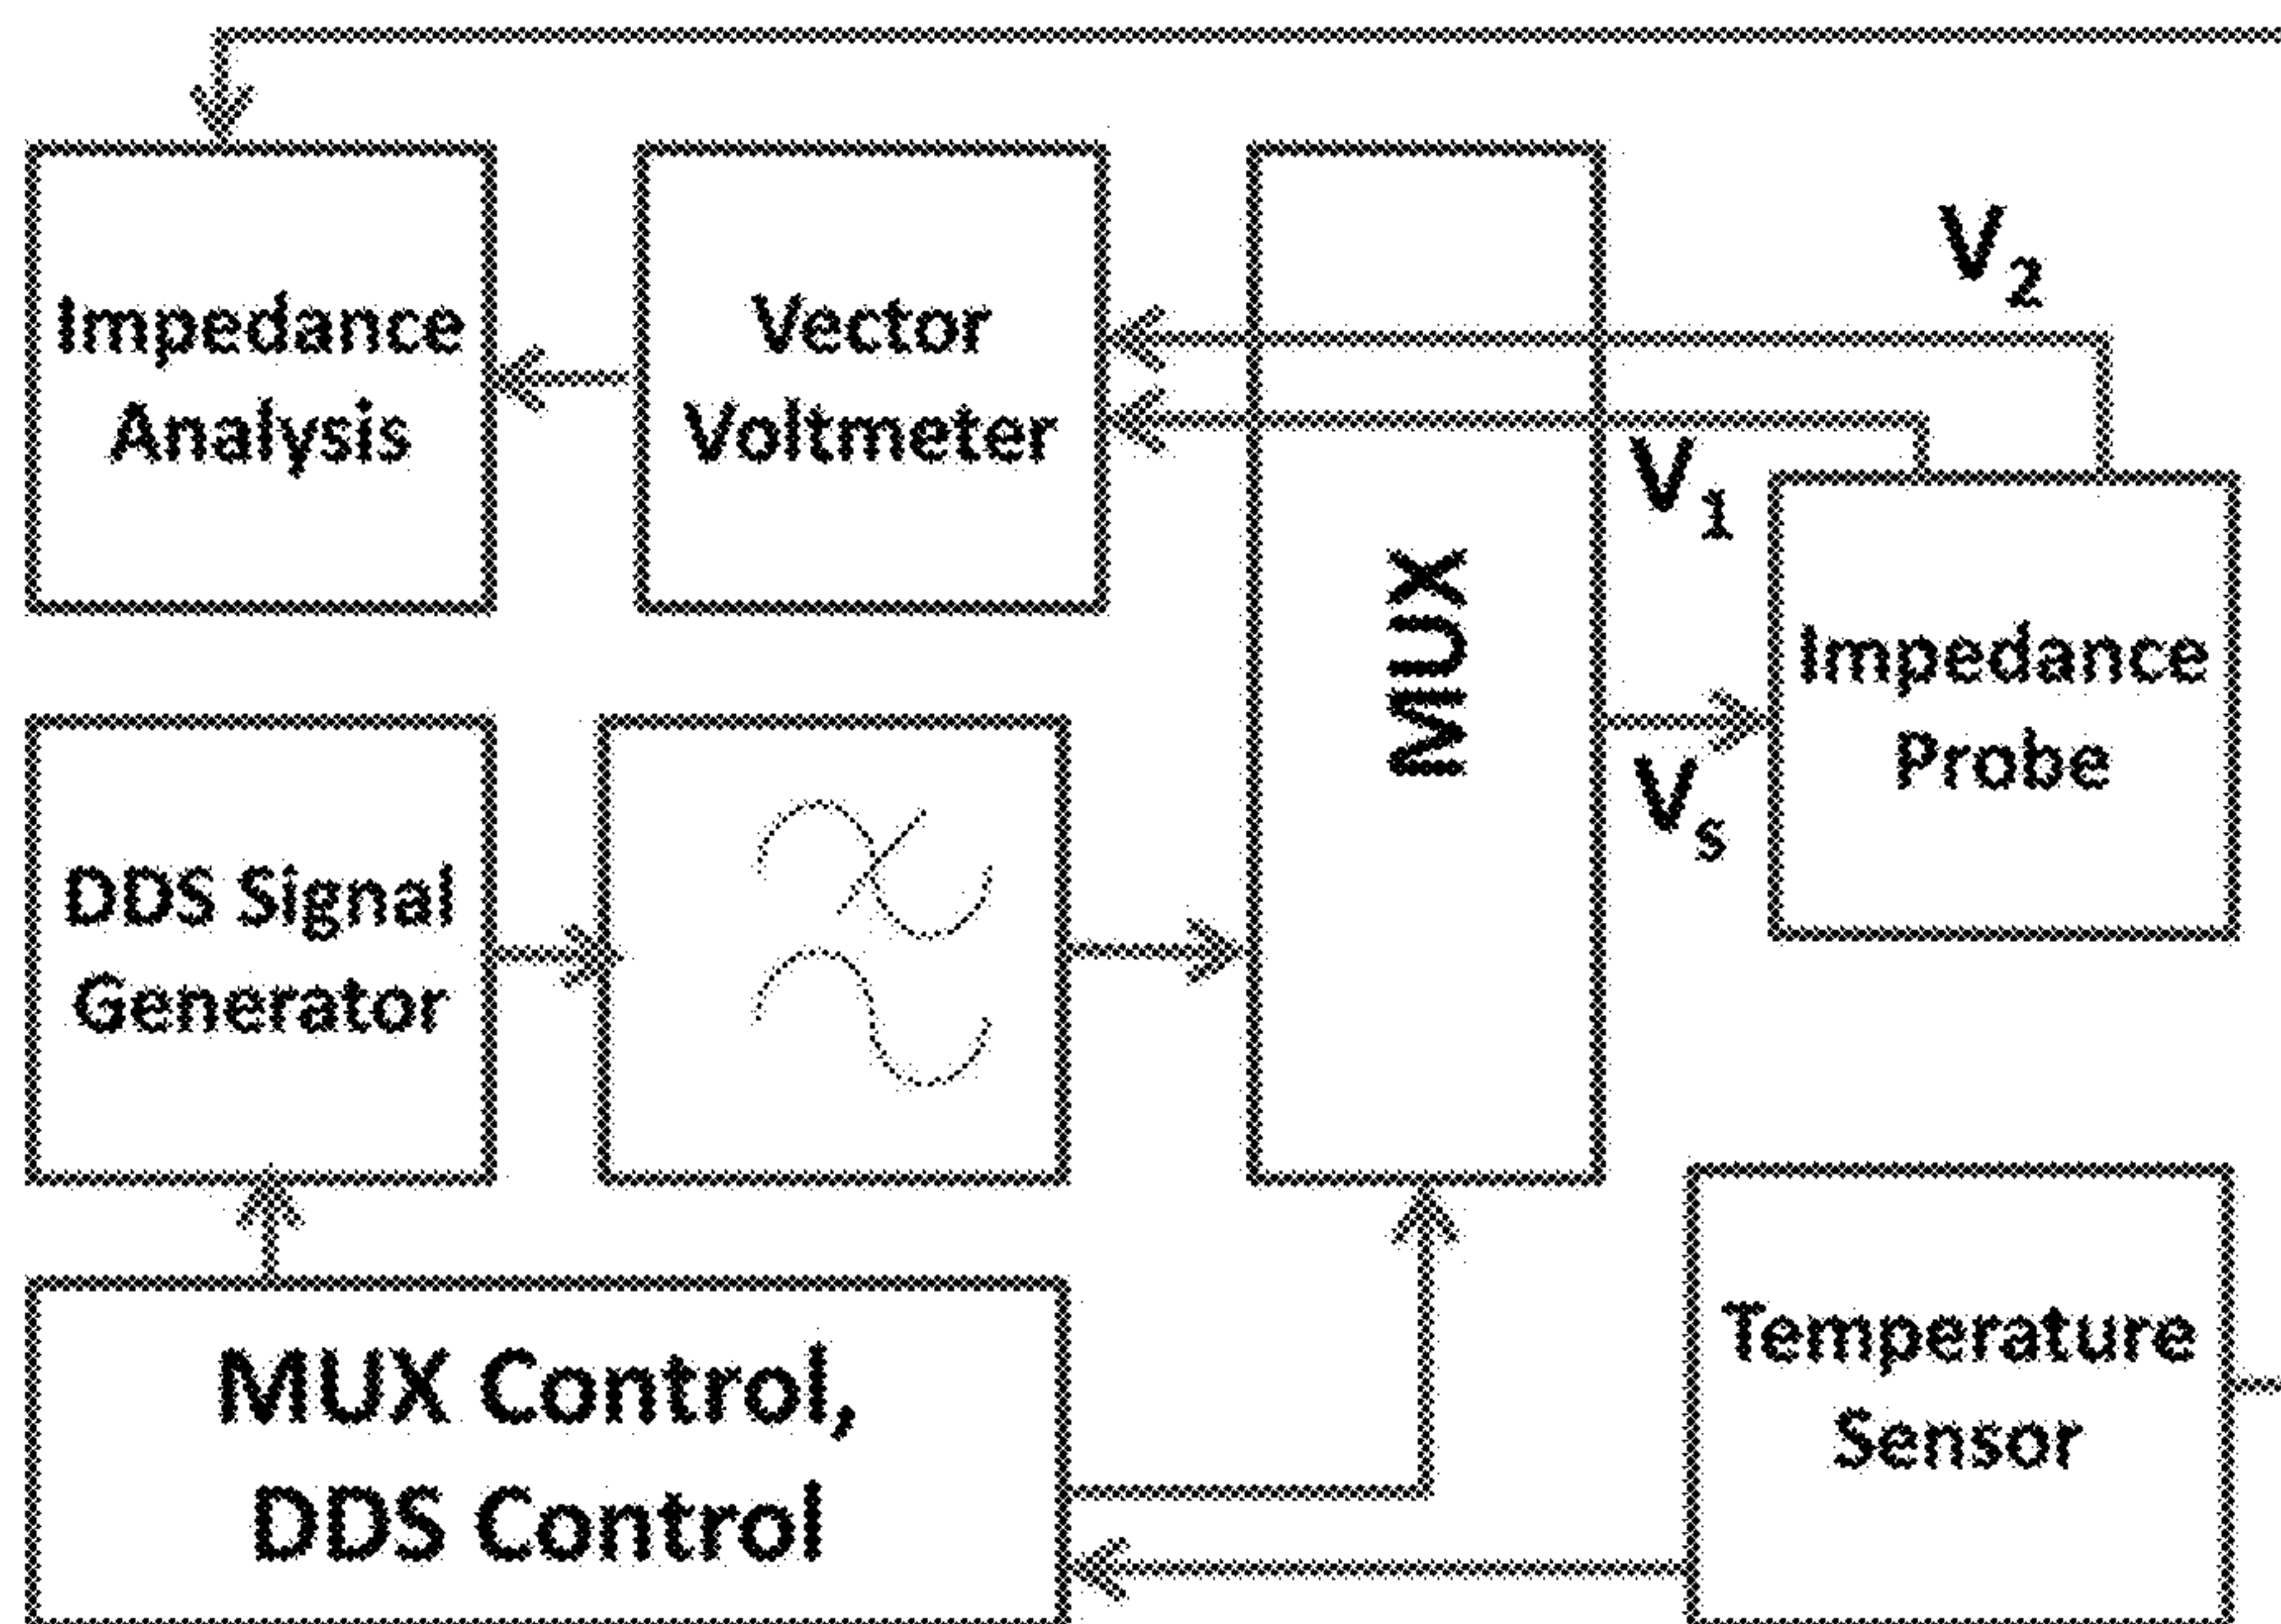 Impedance
Analysis
Vector
Voltmeter
MUX
V₂
V₁
Vₛ
Impedance
Probe
DDS Signal
Generator
MUX Control,
DDS Control
Temperature
Sensor